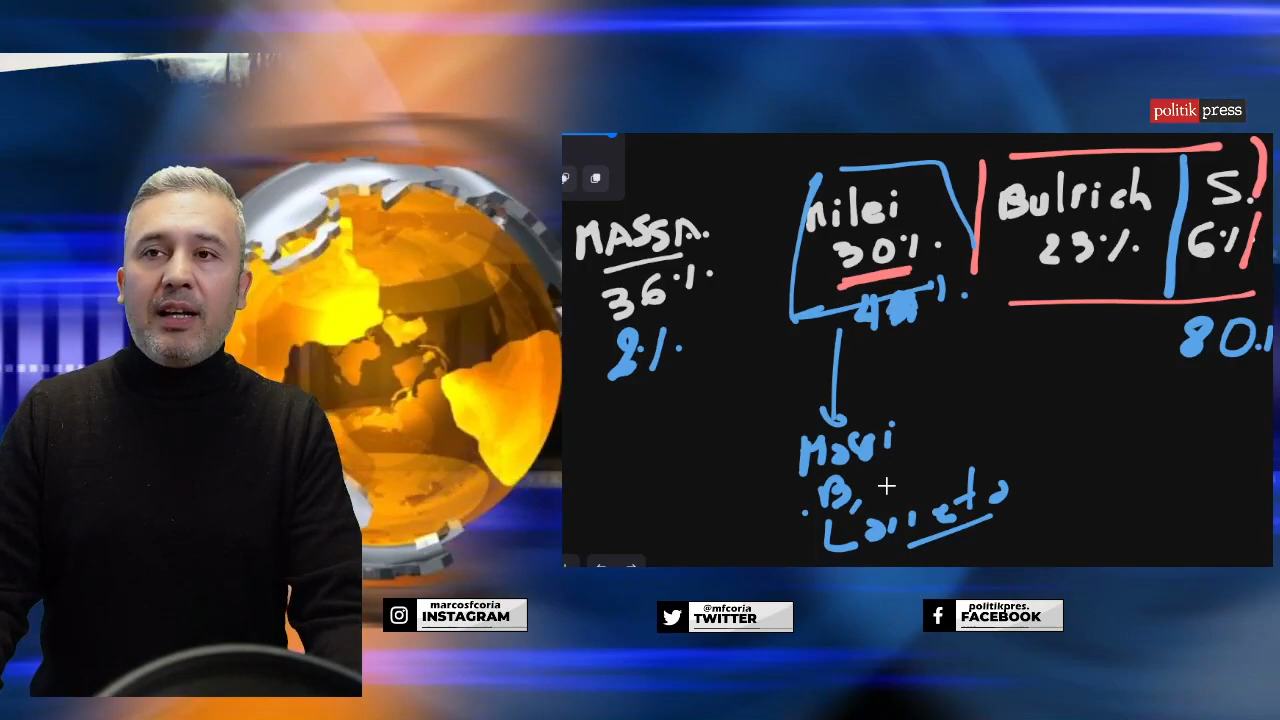 politik press
MASSA.
36%.
2%.
Milei
30%.
Bulrich
23%.
S.
6%
80%
Macri
B,
Larreta
marcosfcoria
INSTAGRAM
@mfcoria
TWITTER
politikpres.
FACEBOOK